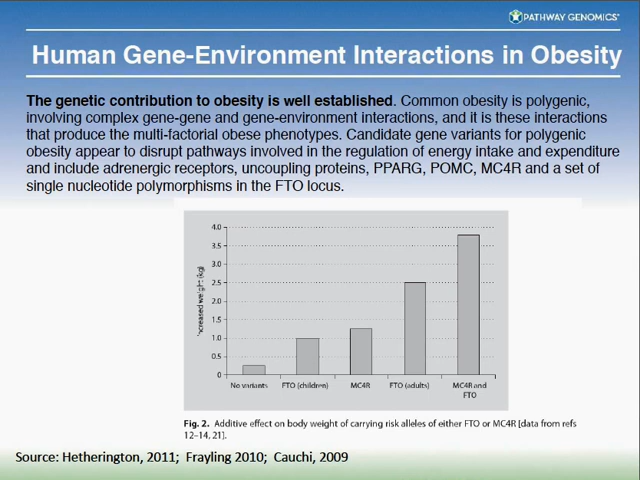 PATHWAY GENOMICS
Human Gene-Environment Interactions in Obesity
The genetic contribution to obesity is well established. Common obesity is polygenic,
involving complex gene-gene and gene-environment interactions, and it is these interactions
that produce the multi-factorial obese phenotypes. Candidate gene variants for polygenic
obesity appear to disrupt pathways involved in the regulation of energy intake and expenditure
and include adrenergic receptors, uncoupling proteins, PPARG, POMC, MC4R and a set of
single nucleotide polymorphisms in the FTO locus.
Increased weight (kg)
4.0
3.5
3.0
2.5
2.0
1.5
1.0
0.5
0
No variants FTO (children) MC4R FTO (adults) MC4R and
FTO
Fig. 2. Additive effect on body weight of carrying risk alleles of either FTO or MC4R [data from refs
12–14, 21].
Source: Hetherington, 2011; Frayling 2010; Cauchi, 2009